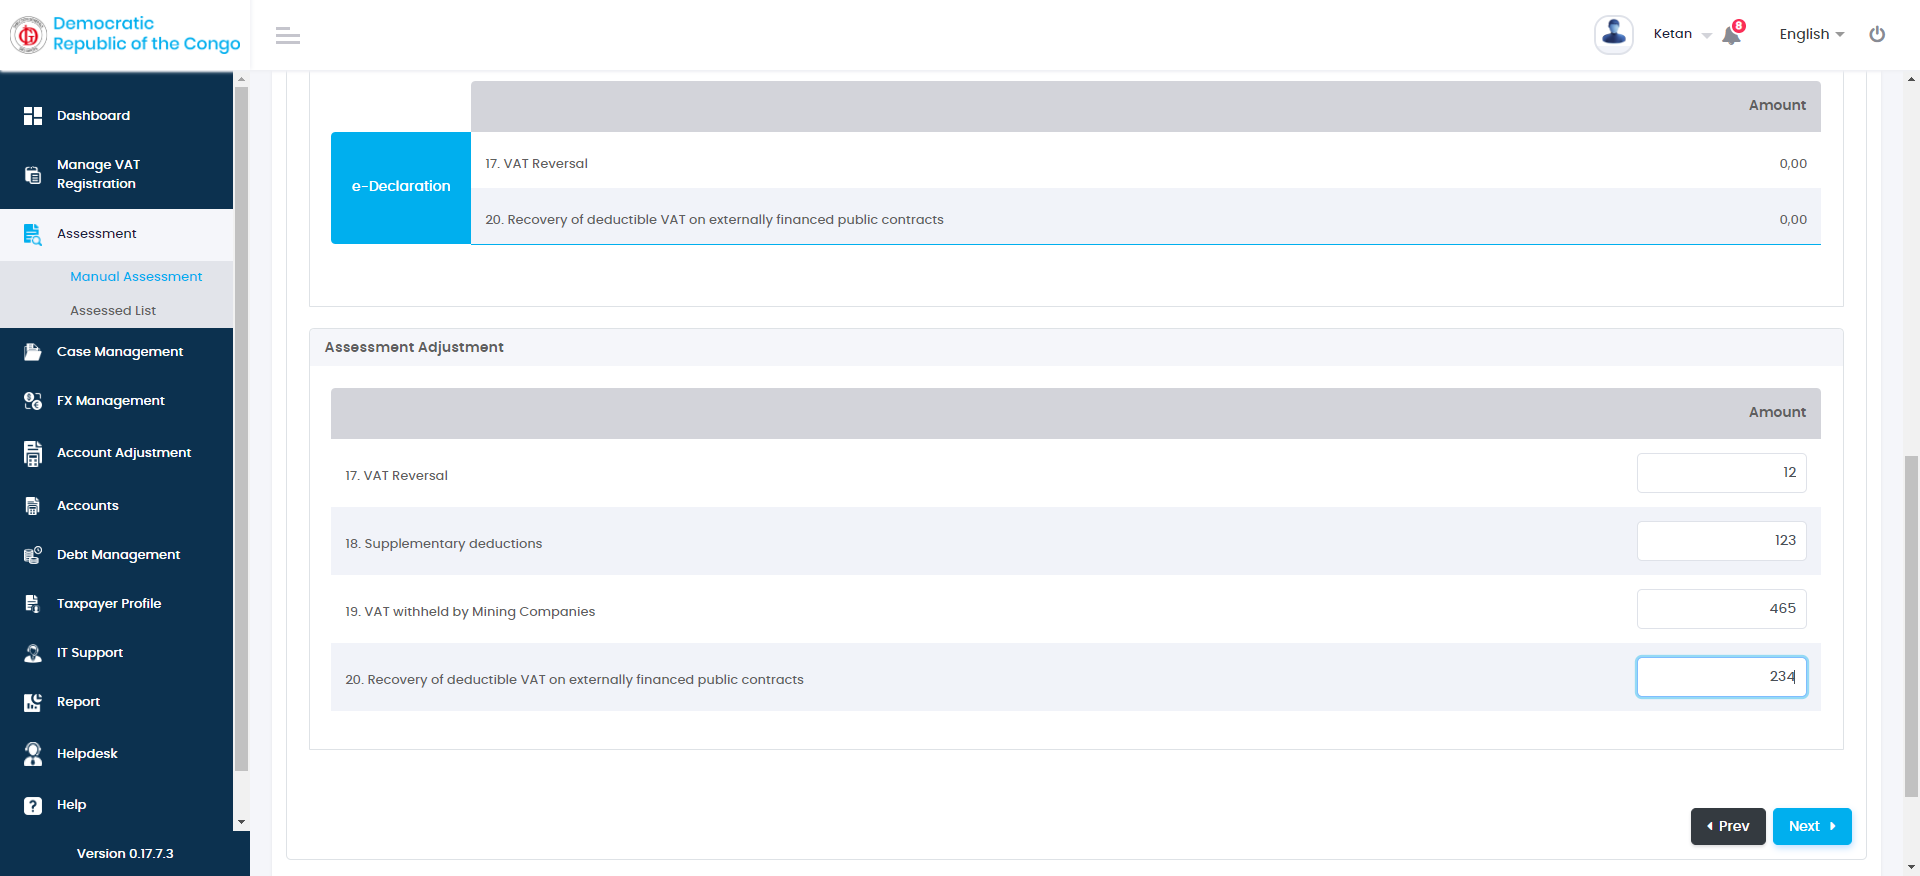 Democratic
Republic of the Congo
Ketan
8
English
Dashboard
Manage VAT
Registration
Assessment
Manual Assessment
Assessed List
Case Management
FX Management
Account Adjustment
Accounts
Debt Management
Taxpayer Profile
IT Support
Report
Helpdesk
Help
Version 0.17.7.3
Amount
e-Declaration
17. VAT Reversal 0,00
20. Recovery of deductible VAT on externally financed public contracts 0,00
Assessment Adjustment
Amount
17. VAT Reversal 12
18. Supplementary deductions 123
19. VAT withheld by Mining Companies 465
20. Recovery of deductible VAT on externally financed public contracts 234
Prev
Next